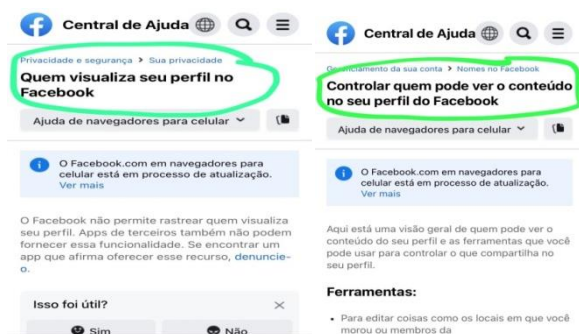 Central de Ajuda
Privacidade e segurança > Sua privacidade
Quem visualiza seu perfil no
Facebook
Ajuda de navegadores para celular
O Facebook.com em navegadores para
celular está em processo de atualização.
Ver mais
O Facebook não permite rastrear quem visualiza
seu perfil. Apps de terceiros também não podem
fornecer essa funcionalidade. Se encontrar um
app que afirma oferecer esse recurso, denuncie-
o.
Isso foi útil?
Sim
Não
Central de Ajuda
Gerenciamento da sua conta > Nomes no Facebook
Controlar quem pode ver o conteúdo
no seu perfil do Facebook
Ajuda de navegadores para celular
O Facebook.com em navegadores para
celular está em processo de atualização.
Ver mais
Aqui está uma visão geral de quem pode ver o
conteúdo do seu perfil e as ferramentas que você
pode usar para controlar o que compartilha no
seu perfil.
Ferramentas:
• Para editar coisas como os locais em que você
morou ou membros da